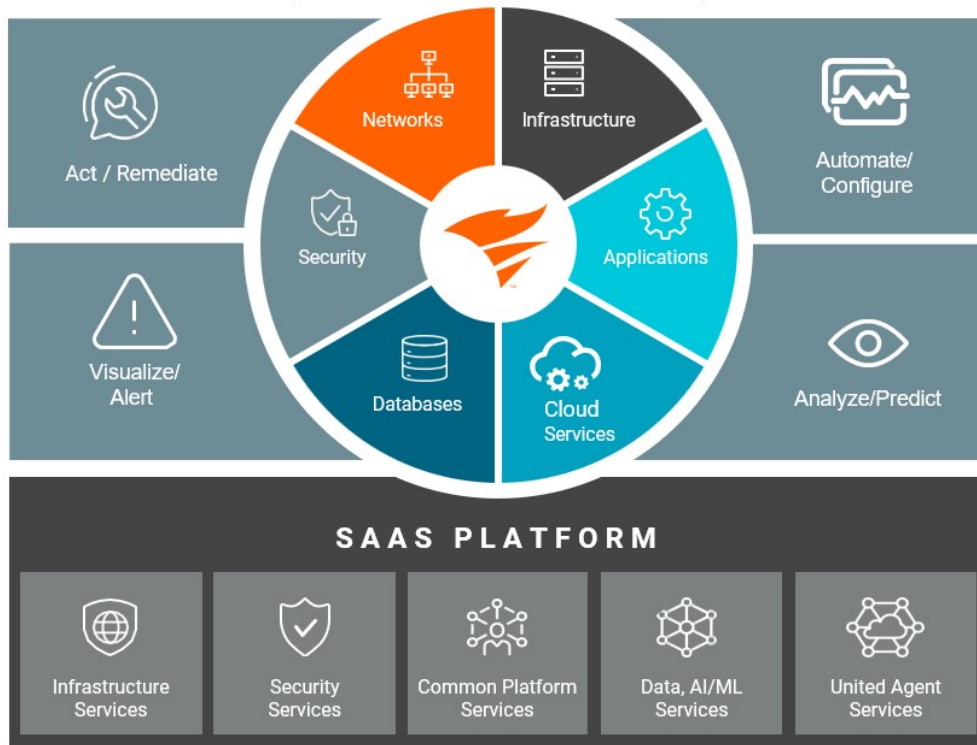 Networks
Infrastructure
Act / Remediate
Automate/
Configure
Security
Applications
Visualize/
Alert
Databases
Cloud
Services
Analyze/Predict
SAAS PLATFORM
Infrastructure
Services
Security
Services
Common Platform
Services
Data, AI/ML
Services
United Agent
Services